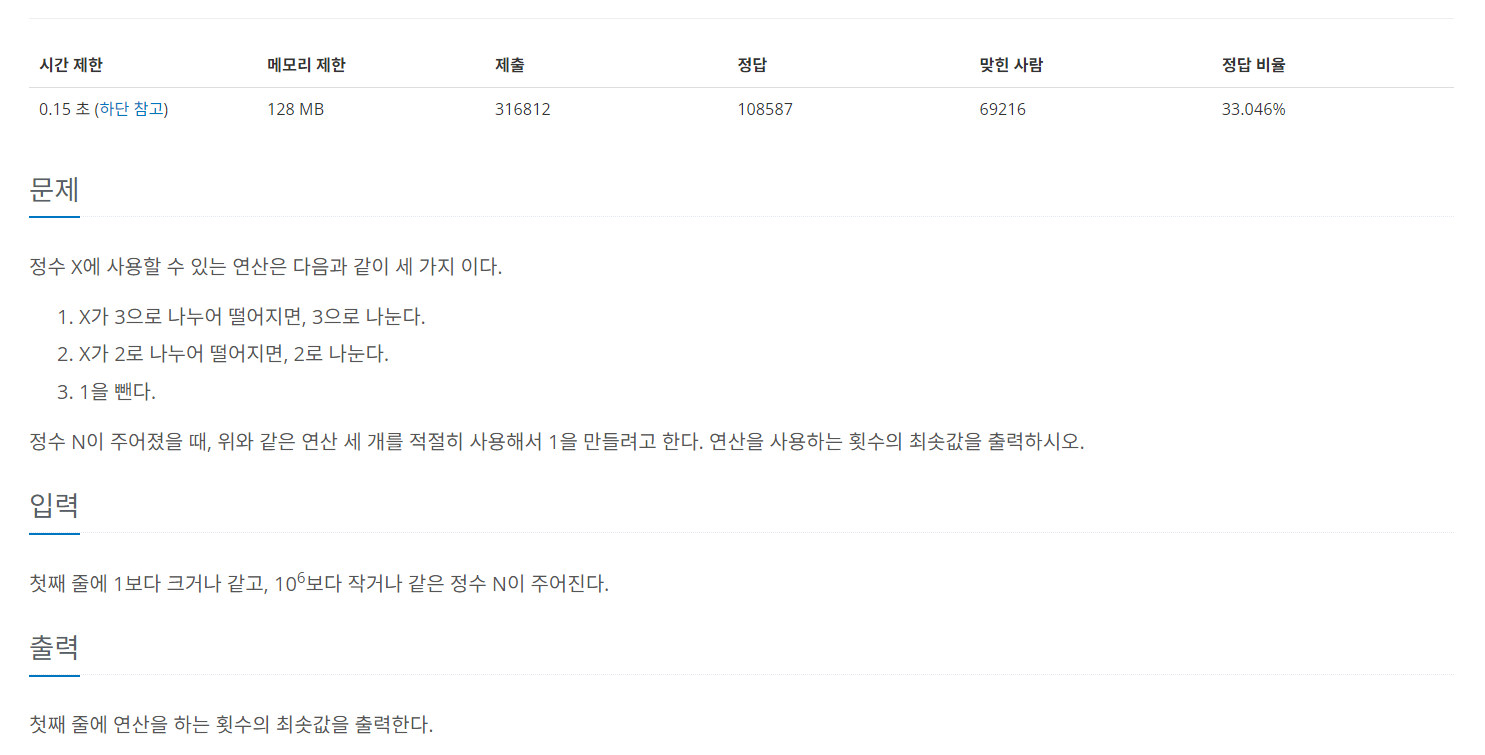 시간 제한 메모리 제한 제출 정답 맞힌 사람 정답 비율
0.15 초 (하단 참고) 128 MB 316812 108587 69216 33.046%
문제
정수 X에 사용할 수 있는 연산은 다음과 같이 세 가지 이다.
1. X가 3으로 나누어 떨어지면, 3으로 나눈다.
2. X가 2로 나누어 떨어지면, 2로 나눈다.
3. 1을 뺀다.
정수 N이 주어졌을 때, 위와 같은 연산 세 개를 적절히 사용해서 1을 만들려고 한다. 연산을 사용하는 횟수의 최솟값을 출력하시오.
입력
첫째 줄에 1보다 크거나 같고, 10⁶보다 작거나 같은 정수 N이 주어진다.
출력
첫째 줄에 연산을 하는 횟수의 최솟값을 출력한다.